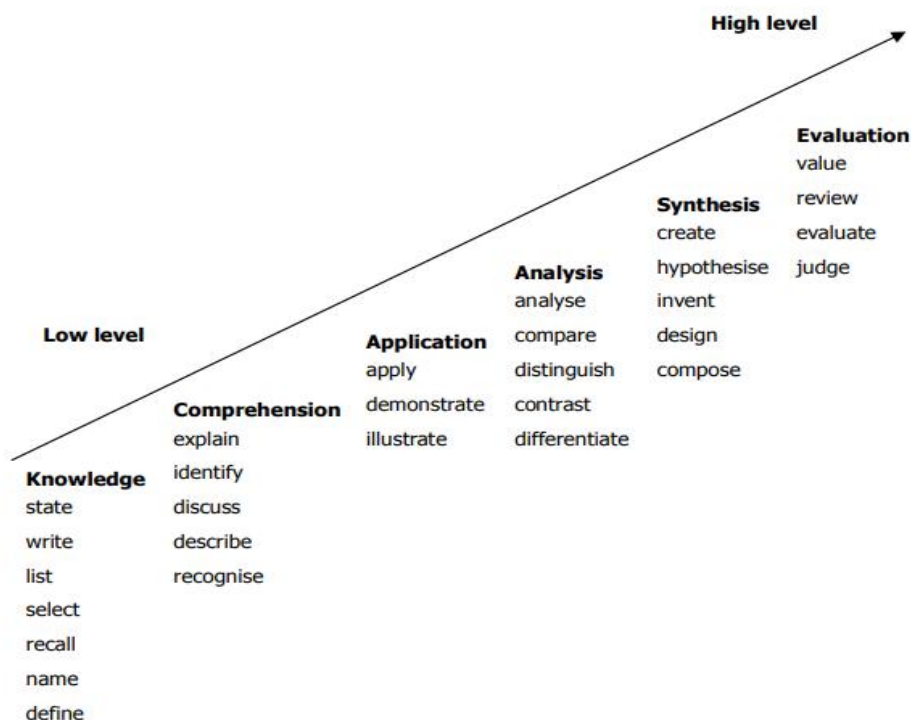 High level
Low level
Knowledge
state
write
list
select
recall
name
define
Comprehension
explain
identify
discuss
describe
recognise
Application
apply
demonstrate
illustrate
Analysis
analyse
compare
distinguish
contrast
differentiate
Synthesis
create
hypothesise
invent
design
compose
Evaluation
value
review
evaluate
judge